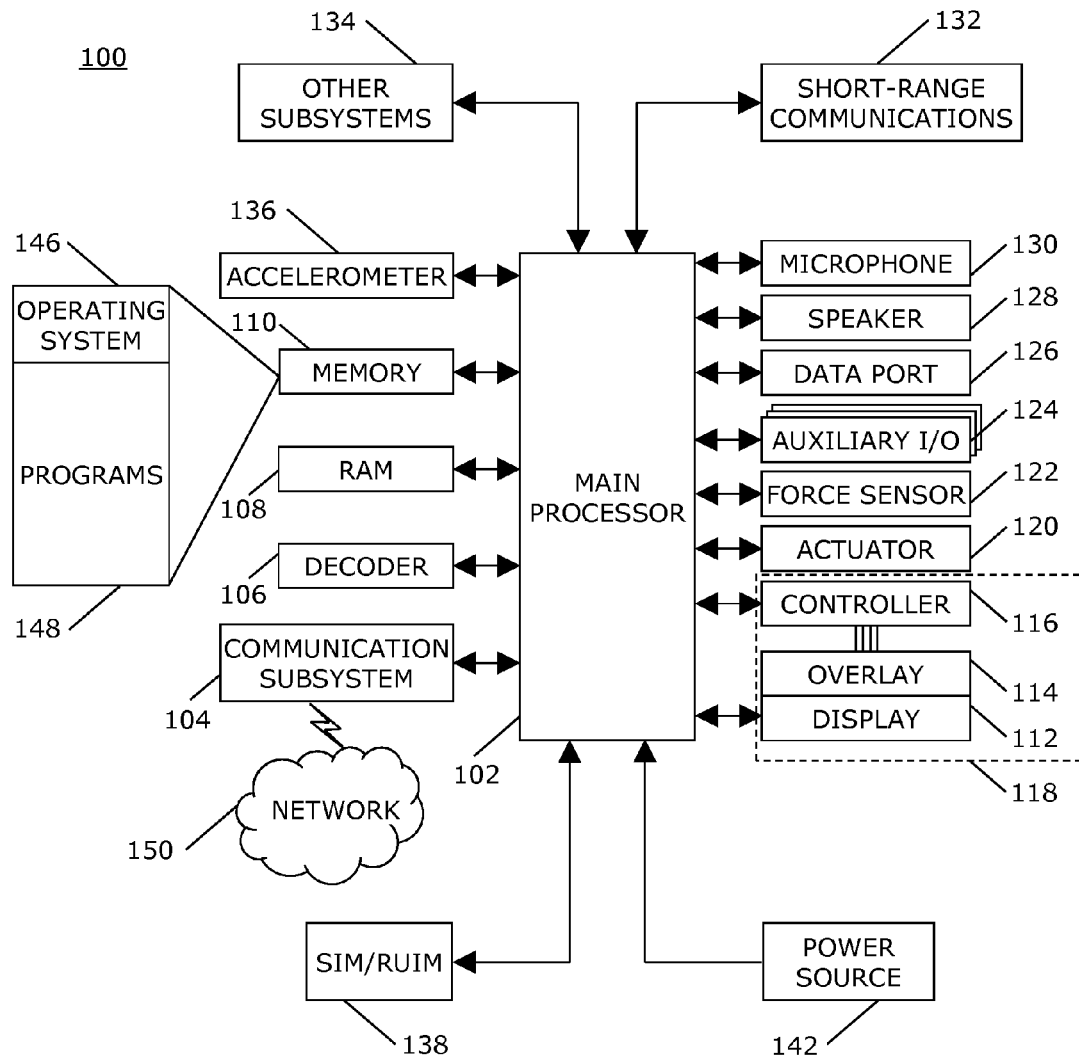 134
132
100
OTHER
SUBSYSTEMS
SHORT-RANGE
COMMUNICATIONS
136
146
ACCELEROMETER
MICROPHONE
130
OPERATING
SYSTEM
110
SPEAKER
128
MEMORY
DATA PORT
126
AUXILIARY I/O
124
PROGRAMS
RAM
108
MAIN
PROCESSOR
FORCE SENSOR
122
ACTUATOR
120
DECODER
106
CONTROLLER
116
148
COMMUNICATION
SUBSYSTEM
104
OVERLAY
114
DISPLAY
112
102
118
NETWORK
150
SIM/RUIM
POWER
SOURCE
138
142